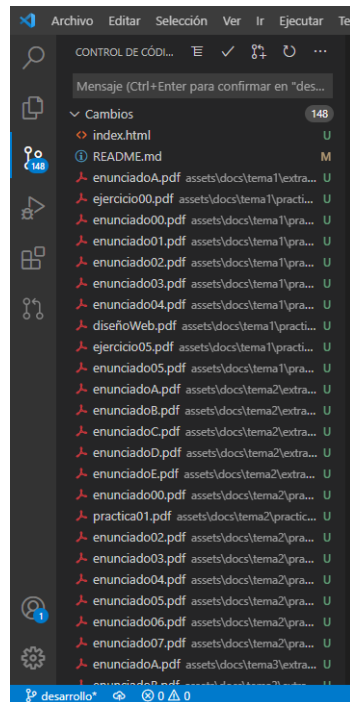 Archivo Editar Selección Ver Ir Ejecutar Te
CONTROL DE CÓDI... ...
Mensaje (Ctrl+Enter para confirmar en "des...
Cambios 148
index.html U
README.md M
enunciadoA.pdf assets\docs\tema1\extra... U
ejercicio00.pdf assets\docs\tema1\practi... U
enunciado00.pdf assets\docs\tema1\pra... U
enunciado01.pdf assets\docs\tema1\pra... U
enunciado02.pdf assets\docs\tema1\pra... U
enunciado03.pdf assets\docs\tema1\pra... U
enunciado04.pdf assets\docs\tema1\pra... U
diseñoWeb.pdf assets\docs\tema1\practi... U
ejercicio05.pdf assets\docs\tema1\practi... U
enunciado05.pdf assets\docs\tema1\pra... U
enunciadoA.pdf assets\docs\tema2\extra... U
enunciadoB.pdf assets\docs\tema2\extra... U
enunciadoC.pdf assets\docs\tema2\extra... U
enunciadoD.pdf assets\docs\tema2\extra... U
enunciadoE.pdf assets\docs\tema2\extra... U
enunciado00.pdf assets\docs\tema2\pra... U
practica01.pdf assets\docs\tema2\practic... U
enunciado02.pdf assets\docs\tema2\pra... U
enunciado03.pdf assets\docs\tema2\pra... U
enunciado04.pdf assets\docs\tema2\pra... U
enunciado05.pdf assets\docs\tema2\pra... U
enunciado06.pdf assets\docs\tema2\pra... U
enunciado07.pdf assets\docs\tema2\pra... U
enunciadoA.pdf assets\docs\tema3\extra... U
148
1
desarrollo* 0 0